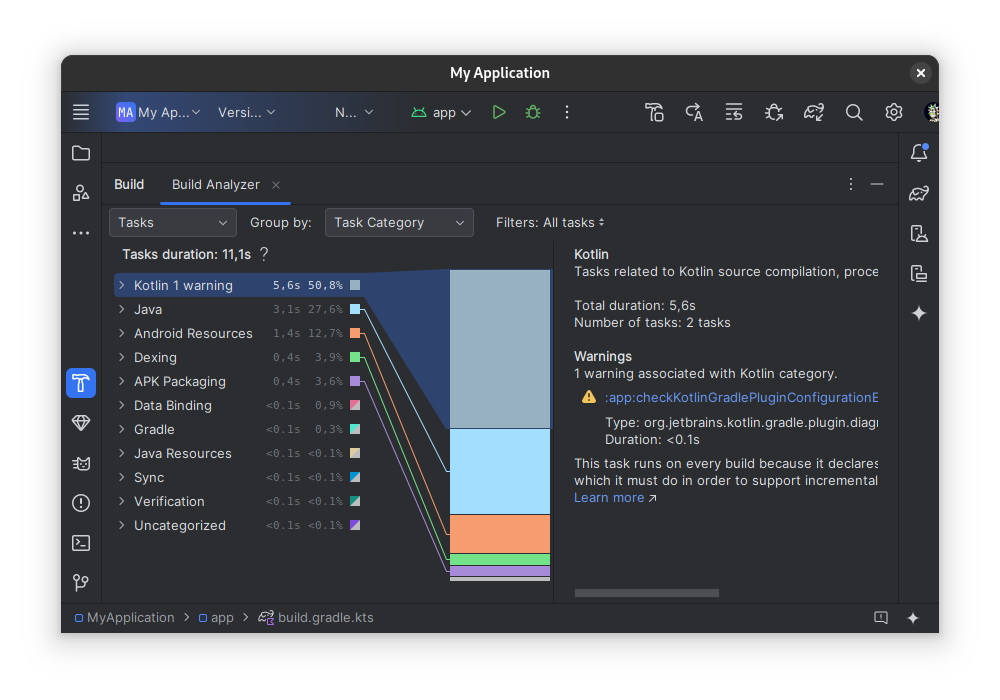 My Application
MA My Ap... Versi... N... app
Build Build Analyzer
Tasks Group by: Task Category Filters: All tasks
Tasks duration: 11,1s ?
Kotlin 1 warning 5,6s 50,8%
Java 3,1s 27,6%
Android Resources 1,4s 12,7%
Dexing 0,4s 3,9%
APK Packaging 0,4s 3,6%
Data Binding <0.1s 0,9%
Gradle <0.1s 0,3%
Java Resources <0.1s <0.1%
Sync <0.1s <0.1%
Verification <0.1s <0.1%
Uncategorized <0.1s <0.1%
Kotlin
Tasks related to Kotlin source compilation, proce
Total duration: 5,6s
Number of tasks: 2 tasks
Warnings
1 warning associated with Kotlin category.
:app:checkKotlinGradlePluginConfigurationE
Type: org.jetbrains.kotlin.gradle.plugin.diagn
Duration: <0.1s
This task runs on every build because it declares
which it must do in order to support incremental
Learn more ↗
MyApplication > app > build.gradle.kts